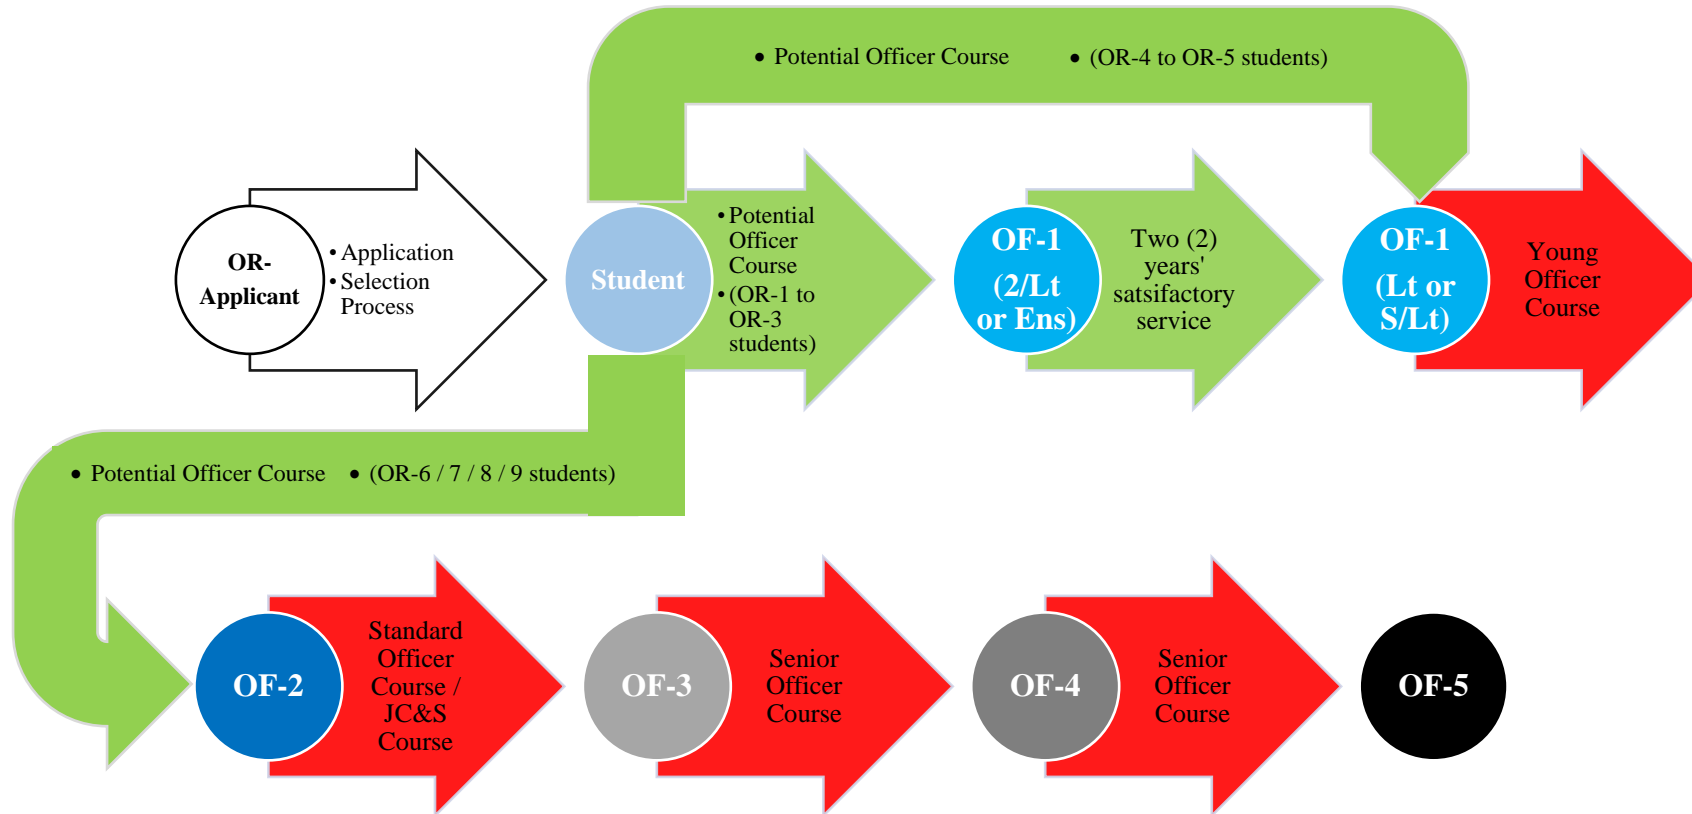 • Potential Officer Course • (OR-4 to OR-5 students)
OR-
Applicant
• Application
• Selection
Process
Student
• Potential
Officer
Course
• (OR-1 to
OR-3
students)
OF-1
(2/Lt
or Ens)
Two (2)
years'
satsifactory
service
OF-1
(Lt or
S/Lt)
Young
Officer
Course
• Potential Officer Course • (OR-6 / 7 / 8 / 9 students)
OF-2
Standard
Officer
Course /
JC&S
Course
OF-3
Senior
Officer
Course
OF-4
Senior
Officer
Course
OF-5